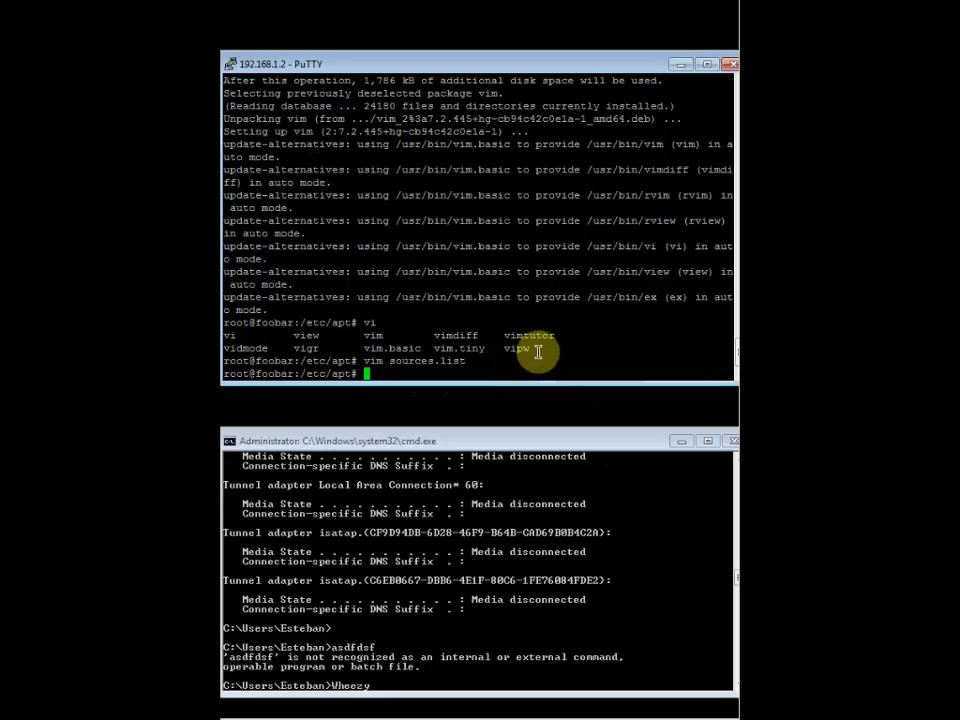 192.168.1.2 - PuTTY
After this operation, 1,786 kB of additional disk space will be used.
Selecting previously deselected package vim.
(Reading database ... 24180 files and directories currently installed.)
Unpacking vim (from .../vim_2%3a7.2.445+hg~cb94c42c0e1a-1_amd64.deb) ...
Setting up vim (2:7.2.445+hg~cb94c42c0e1a-1) ...
update-alternatives: using /usr/bin/vim.basic to provide /usr/bin/vim (vim) in a
uto mode.
update-alternatives: using /usr/bin/vim.basic to provide /usr/bin/vimdiff (vimdi
ff) in auto mode.
update-alternatives: using /usr/bin/vim.basic to provide /usr/bin/rvim (rvim) in
 auto mode.
update-alternatives: using /usr/bin/vim.basic to provide /usr/bin/rview (rview)
in auto mode.
update-alternatives: using /usr/bin/vim.basic to provide /usr/bin/vi (vi) in aut
o mode.
update-alternatives: using /usr/bin/vim.basic to provide /usr/bin/view (view) in
 auto mode.
update-alternatives: using /usr/bin/vim.basic to provide /usr/bin/ex (ex) in aut
o mode.
root@foobar:/etc/apt# vi
vi view vim vimdiff vimtutor
vidmode vigr vim.basic vim.tiny vipw
root@foobar:/etc/apt# vim sources.list
root@foobar:/etc/apt#
Administrator: C:\Windows\system32\cmd.exe
Media State . . . . . . . . . . . : Media disconnected
Connection-specific DNS Suffix . :
Tunnel adapter Local Area Connection* 60:
Media State . . . . . . . . . . . : Media disconnected
Connection-specific DNS Suffix . :
Tunnel adapter isatap.{CF9D94DB-6D28-46F9-B64B-CAD69B0B4C2A}:
Media State . . . . . . . . . . . : Media disconnected
Connection-specific DNS Suffix . :
Tunnel adapter isatap.{C6EB0667-DBB6-4E1F-80C6-1FE76084FDE2}:
Media State . . . . . . . . . . . : Media disconnected
Connection-specific DNS Suffix . :
C:\Users\Esteban>
C:\Users\Esteban>asdfdsf
'asdfdsf' is not recognized as an internal or external command,
operable program or batch file.
C:\Users\Esteban>Wheezy